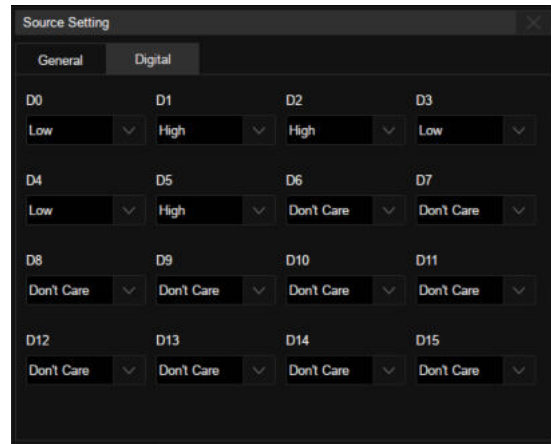 Source Setting
General Digital
D0 D1 D2 D3
Low High High Low
D4 D5 D6 D7
Low High Don't Care Don't Care
D8 D9 D10 D11
Don't Care Don't Care Don't Care Don't Care
D12 D13 D14 D15
Don't Care Don't Care Don't Care Don't Care